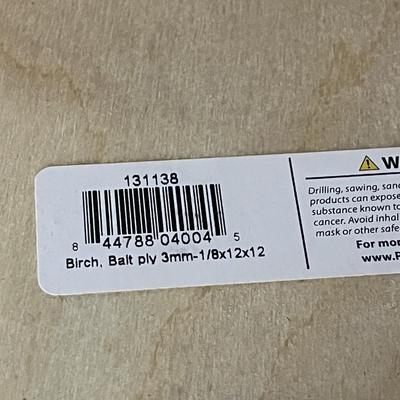 131138
8 44788 04004 5
Birch, Balt ply 3mm-1/8x12x12
W
Drilling, sawing, san
products can expose
substance known to
cancer. Avoid inhal
mask or other safe
For mor
www.P